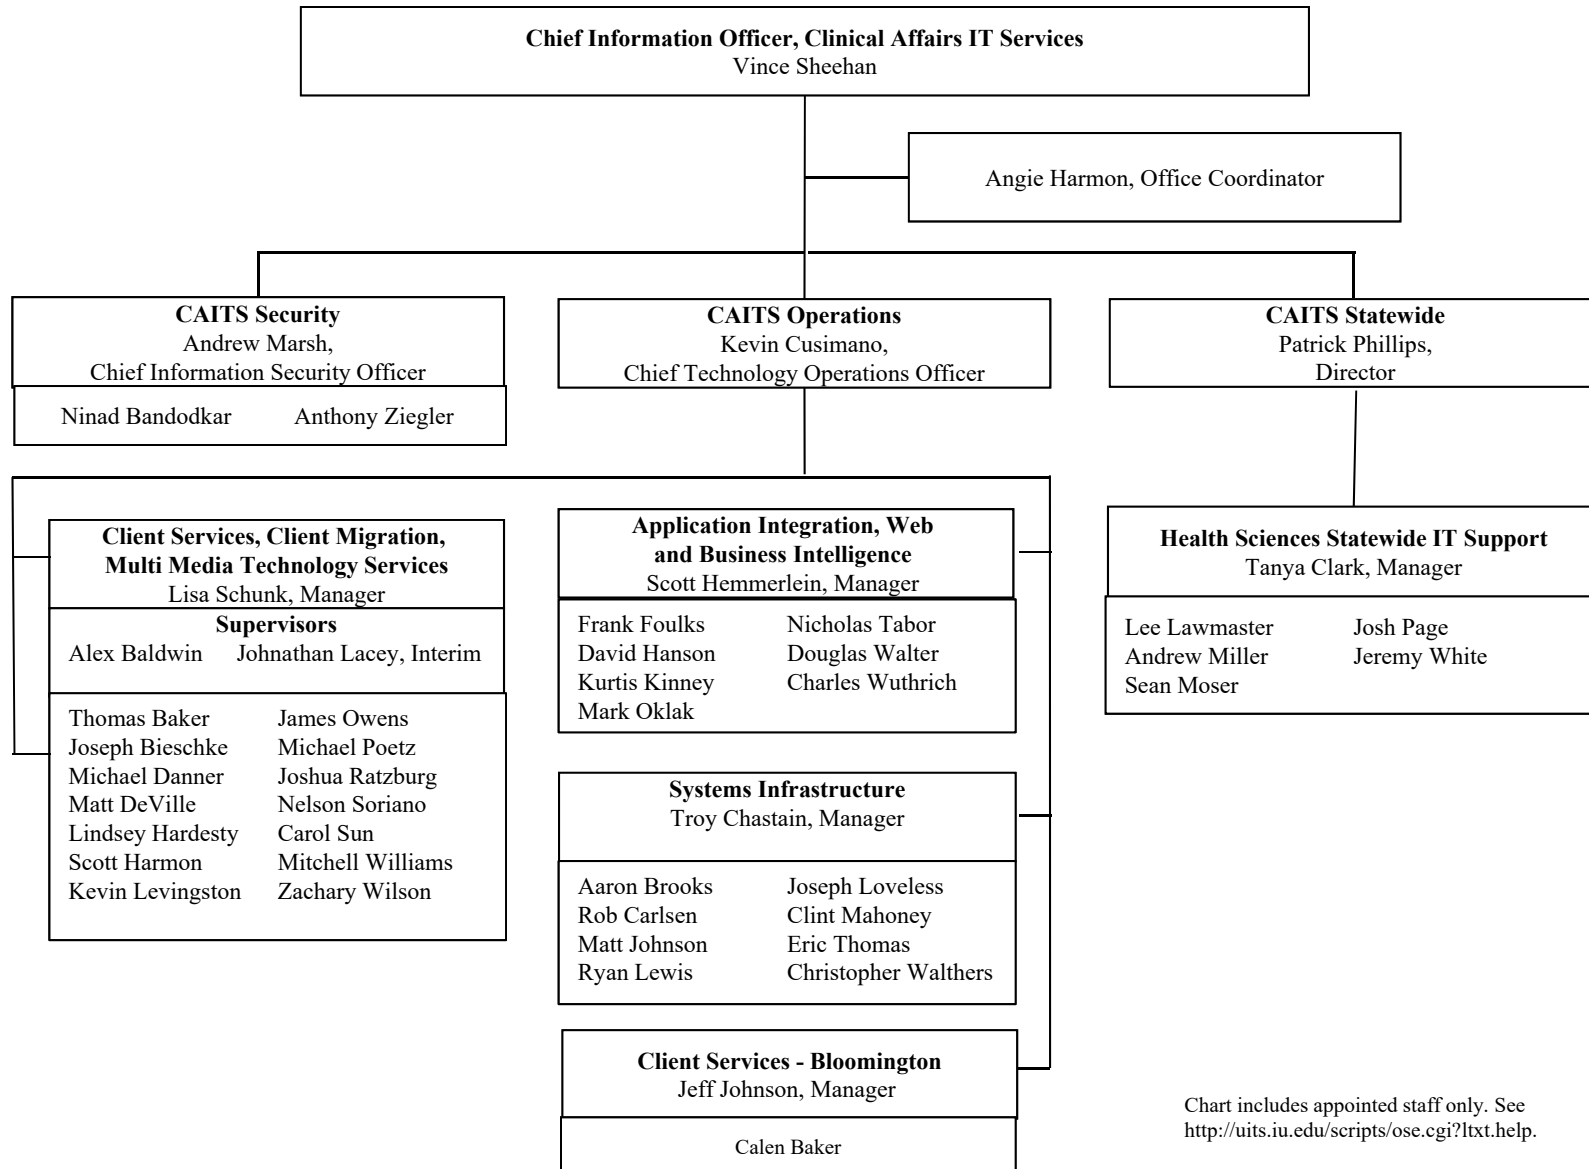 Chief Information Officer, Clinical Affairs IT Services
Vince Sheehan
Angie Harmon, Office Coordinator
CAITS Security
Andrew Marsh,
Chief Information Security Officer
Ninad Bandodkar Anthony Ziegler
CAITS Operations
Kevin Cusimano,
Chief Technology Operations Officer
CAITS Statewide
Patrick Phillips,
Director
Client Services, Client Migration,
Multi Media Technology Services
Lisa Schunk, Manager
Supervisors
Alex Baldwin Johnathan Lacey, Interim
Thomas Baker James Owens
Joseph Bieschke Michael Poetz
Michael Danner Joshua Ratzburg
Matt DeVille Nelson Soriano
Lindsey Hardesty Carol Sun
Scott Harmon Mitchell Williams
Kevin Levingston Zachary Wilson
Application Integration, Web
and Business Intelligence
Scott Hemmerlein, Manager
Frank Foulks Nicholas Tabor
David Hanson Douglas Walter
Kurtis Kinney Charles Wuthrich
Mark Oklak
Systems Infrastructure
Troy Chastain, Manager
Aaron Brooks Joseph Loveless
Rob Carlsen Clint Mahoney
Matt Johnson Eric Thomas
Ryan Lewis Christopher Walthers
Client Services - Bloomington
Jeff Johnson, Manager
Calen Baker
Health Sciences Statewide IT Support
Tanya Clark, Manager
Lee Lawmaster Josh Page
Andrew Miller Jeremy White
Sean Moser
Chart includes appointed staff only. See
http://uits.iu.edu/scripts/ose.cgi?ltxt.help.